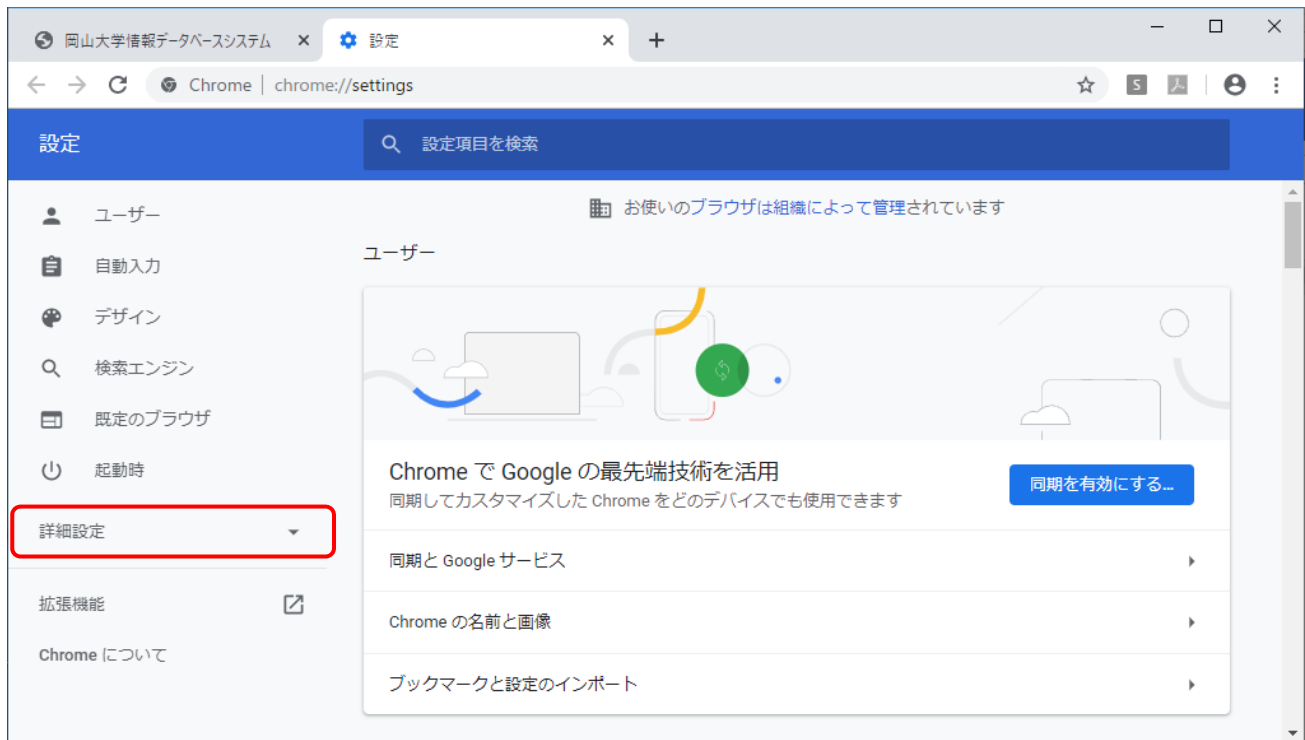 岡山大学情報データベースシステム
設定
Chrome
chrome://settings
S
設定
設定項目を検索
お使いのブラウザは組織によって管理されています
ユーザー
自動入力
デザイン
検索エンジン
既定のブラウザ
起動時
詳細設定
拡張機能
Chrome について
ユーザー
Chrome で Google の最先端技術を活用
同期してカスタマイズした Chrome をどのデバイスでも使用できます
同期を有効にする...
同期と Google サービス
Chrome の名前と画像
ブックマークと設定のインポート